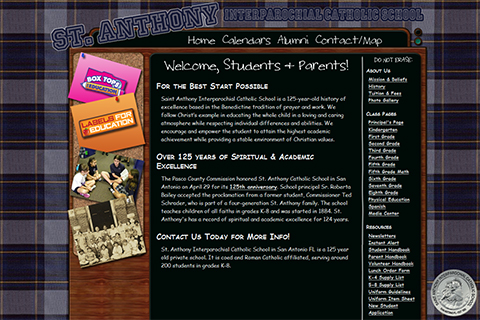 ST. ANTHONY INTERPAROCHIAL CATHOLIC SCHOOL
Home Calendars Alumni Contact/Map
BOX TOPS
EDUCATION
LABELS FOR
EDUCATION
Welcome, Students + Parents!
For the Best Start Possible
Saint Anthony Interparochial Catholic School is a 125-year-old history of
excellence based in the Benedictine tradition of prayer and work. We
follow Christ's example in educating the whole child in a loving and caring
atmosphere while respecting individual differences and abilities. We
encourage and empower the student to attain the highest academic
achievement while providing a stable environment of Christian values.
Over 125 years of Spiritual & Academic
Excellence
The Pasco County Commission honored St. Anthony Catholic School in San
Antonio on April 29 for its 125th anniversary. School principal Sr. Roberta
Bailey accepted the proclamation from a former student, Commissioner Ted
Schrader, who is part of a four-generation St. Anthony family. The school
teaches children of all faiths in grades K-8 and was started in 1884. St.
Anthony's has a record of spiritual and academic excellence for 124 years.
Contact Us Today for More Info!
St. Anthony Interparochial Catholic School in San Antonio FL is a 125 year
old private school. It is coed and Roman Catholic affiliated, serving around
200 students in grades K-8.
DO NOT ERASE
About Us
Mission & Beliefs
History
Tuition & Fees
Photo Gallery
Class Pages
Principal's Page
Kindergarten
First Grade
Second Grade
Third Grade
Fourth Grade
Fifth Grade
Fifth Grade Math
Sixth Grade
Seventh Grade
Eighth Grade
Physical Education
Spanish
Media Center
Resources
Newsletters
Instant Alert
Student Handbook
Parent Handbook
Volunteer Handbook
Lunch Order Form
K-4 Supply List
5-8 Supply List
Uniform Guidelines
Uniform Item Sheet
New Student
Application